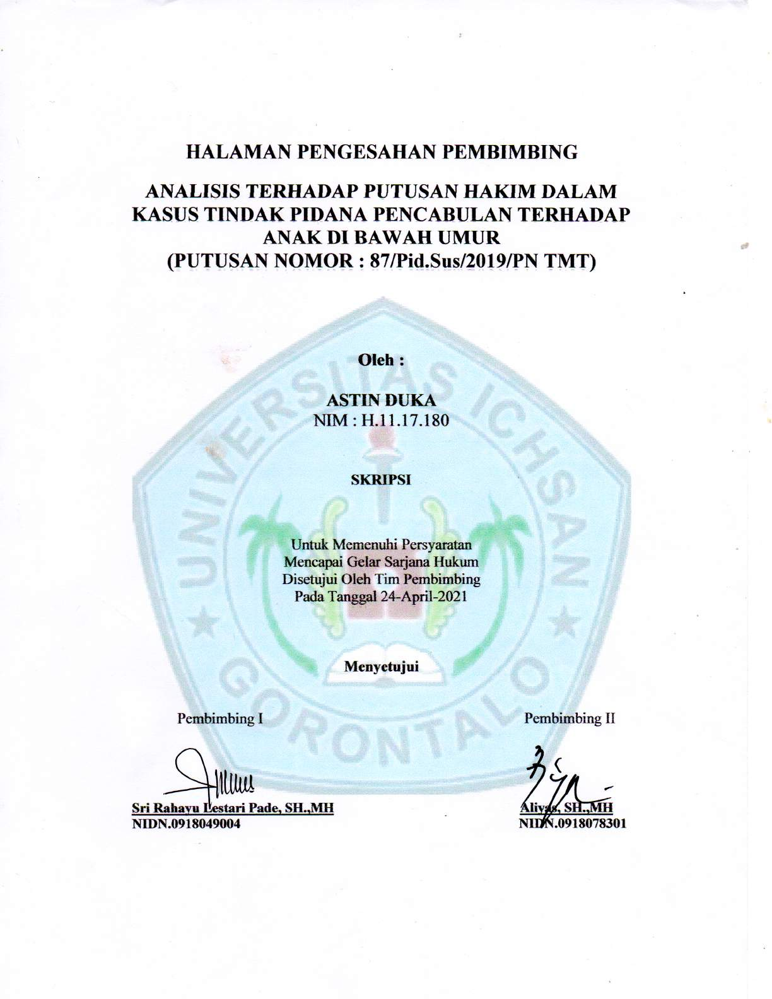 HALAMAN PENGESAHAN PEMBIMBING
ANALISIS TERHADAP PUTUSAN HAKIM DALAM
KASUS TINDAK PIDANA PENCABULAN TERHADAP
ANAK DI BAWAH UMUR
(PUTUSAN NOMOR : 87/Pid.Sus/2019/PN TMT)
UNIVERSITAS ICHSAN
Oleh :
ASTIN DUKA
NIM : H.11.17.180
SKRIPSI
Untuk Memenuhi Persyaratan
Mencapai Gelar Sarjana Hukum
Disetujui Oleh Tim Pembimbing
Pada Tanggal 24-April-2021
Menyetujui
GORONTALO
Pembimbing I
Pembimbing II
Sri Rahayu Lestari Pade, SH.,MH
Aliyas, SH.,MH
NIDN.0918049004
NIDN.0918078301